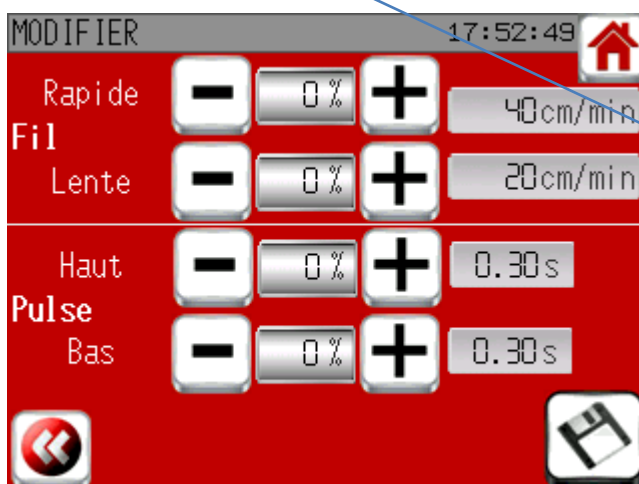 MODIFIER 17:52:49
Rapide 0% 40cm/min
Fil
Lente 0% 20cm/min
Haut 0% 0.30s
Pulse
Bas 0% 0.30s